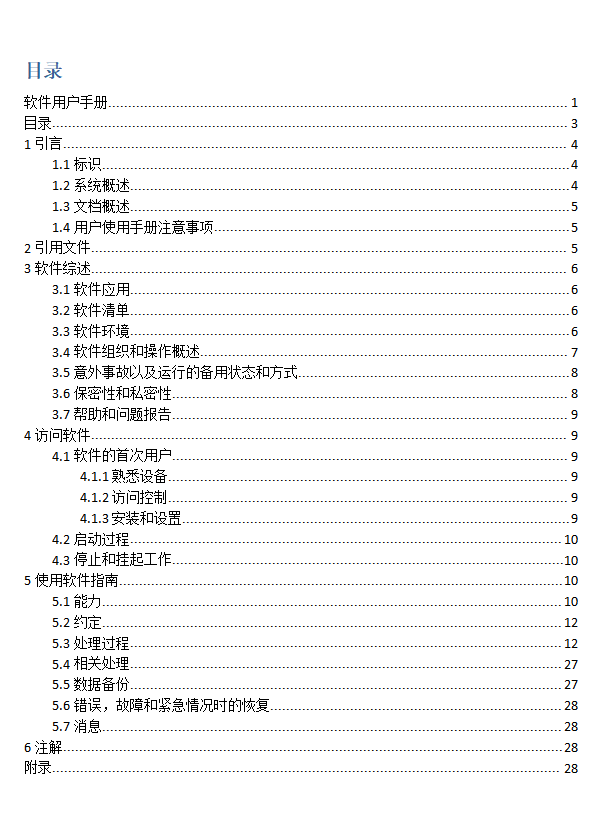 目录
软件用户手册 1
目录 3
1 引言 4
1.1 标识 4
1.2 系统概述 4
1.3 文档概述 5
1.4 用户使用手册注意事项 5
2 引用文件 5
3 软件综述 6
3.1 软件应用 6
3.2 软件清单 6
3.3 软件环境 6
3.4 软件组织和操作概述 7
3.5 意外事故以及运行的备用状态和方式 8
3.6 保密性和私密性 8
3.7 帮助和问题报告 9
4 访问软件 9
4.1 软件的首次用户 9
4.1.1 熟悉设备 9
4.1.2 访问控制 9
4.1.3 安装和设置 9
4.2 启动过程 10
4.3 停止和挂起工作 10
5 使用软件指南 10
5.1 能力 10
5.2 约定 12
5.3 处理过程 12
5.4 相关处理 27
5.5 数据备份 27
5.6 错误，故障和紧急情况时的恢复 28
5.7 消息 28
6 注解 28
附录 28